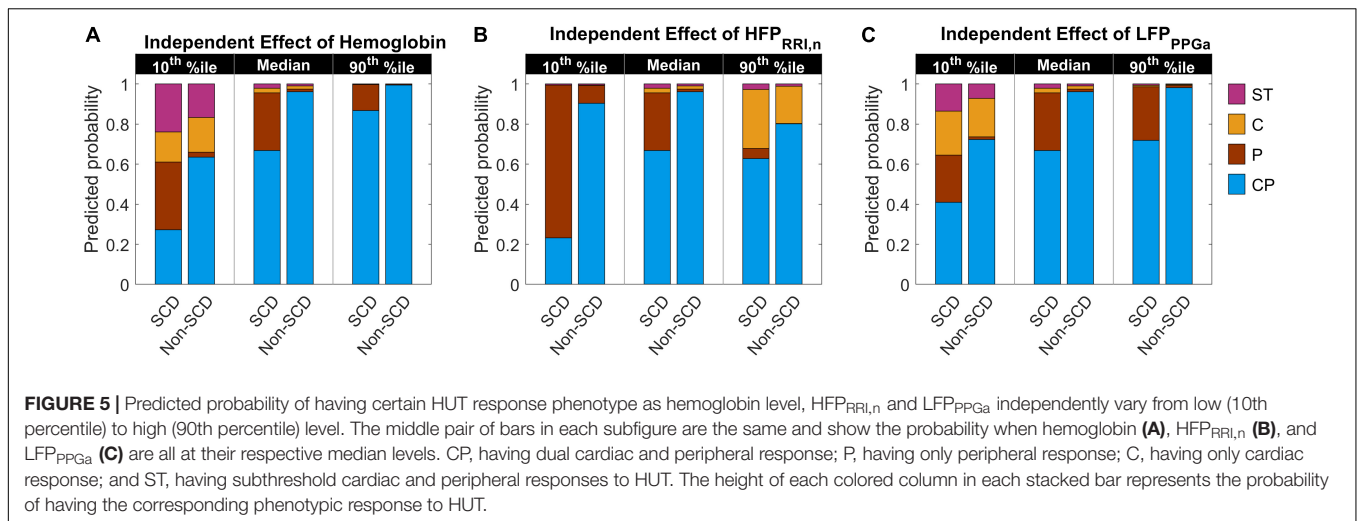 A Independent Effect of Hemoglobin
10th %ile Median 90th %ile
Predicted probability
1
0.8
0.6
0.4
0.2
0
SCD Non-SCD SCD Non-SCD SCD Non-SCD
B Independent Effect of HFP RRI,n
10th %ile Median 90th %ile
Predicted probability
1
0.8
0.6
0.4
0.2
0
SCD Non-SCD SCD Non-SCD SCD Non-SCD
C Independent Effect of LFP PPGa
10th %ile Median 90th %ile
Predicted probability
1
0.8
0.6
0.4
0.2
0
SCD Non-SCD SCD Non-SCD SCD Non-SCD
ST
C
P
CP
FIGURE 5 | Predicted probability of having certain HUT response phenotype as hemoglobin level, HFPRRI,n and LFPPPGa independently vary from low (10th
percentile) to high (90th percentile) level. The middle pair of bars in each subfigure are the same and show the probability when hemoglobin (A), HFPRRI,n (B), and
LFPPPGa (C) are all at their respective median levels. CP, having dual cardiac and peripheral response; P, having only peripheral response; C, having only cardiac
response; and ST, having subthreshold cardiac and peripheral responses to HUT. The height of each colored column in each stacked bar represents the probability
of having the corresponding phenotypic response to HUT.